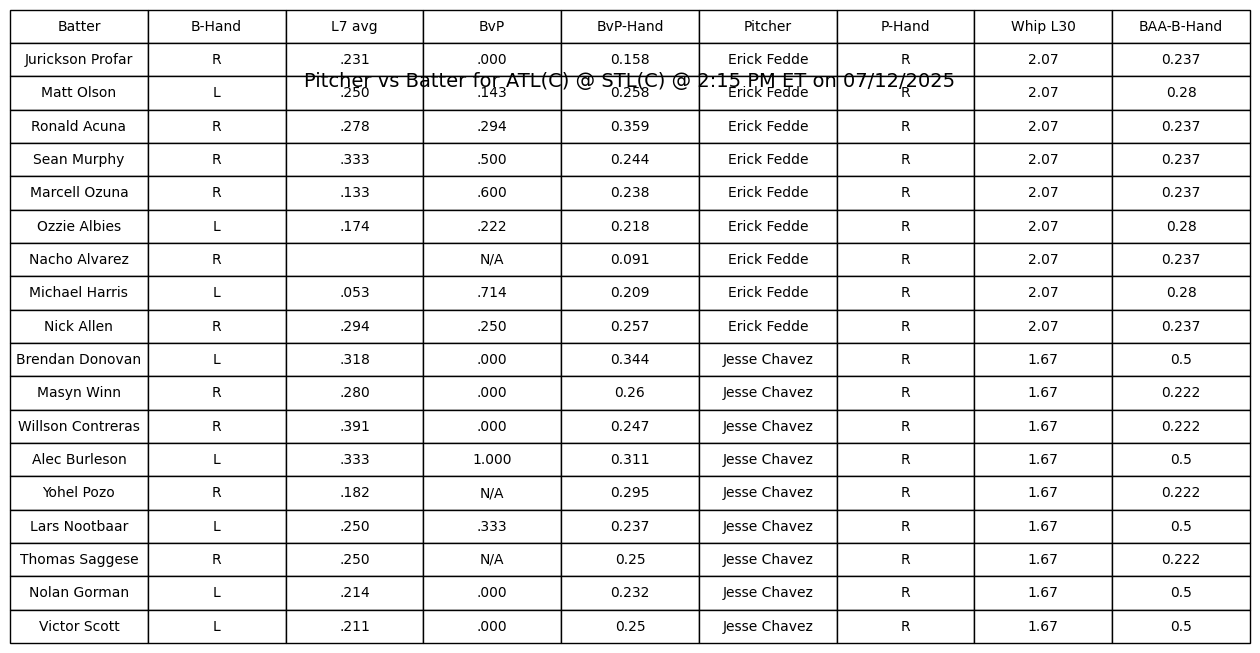 Batter B-Hand L7 avg BvP BvP-Hand Pitcher P-Hand Whip L30 BAA-B-Hand
Jurickson Profar R .231 .000 0.158 Erick Fedde R 2.07 0.237
Pitcher vs Batter for ATL(C) @ STL(C) @ 2:15 PM ET on 07/12/2025
Matt Olson L .250 .143 0.258 Erick Fedde R 2.07 0.28
Ronald Acuna R .278 .294 0.359 Erick Fedde R 2.07 0.237
Sean Murphy R .333 .500 0.244 Erick Fedde R 2.07 0.237
Marcell Ozuna R .133 .600 0.238 Erick Fedde R 2.07 0.237
Ozzie Albies L .174 .222 0.218 Erick Fedde R 2.07 0.28
Nacho Alvarez R N/A 0.091 Erick Fedde R 2.07 0.237
Michael Harris L .053 .714 0.209 Erick Fedde R 2.07 0.28
Nick Allen R .294 .250 0.257 Erick Fedde R 2.07 0.237
Brendan Donovan L .318 .000 0.344 Jesse Chavez R 1.67 0.5
Masyn Winn R .280 .000 0.26 Jesse Chavez R 1.67 0.222
Willson Contreras R .391 .000 0.247 Jesse Chavez R 1.67 0.222
Alec Burleson L .333 1.000 0.311 Jesse Chavez R 1.67 0.5
Yohel Pozo R .182 N/A 0.295 Jesse Chavez R 1.67 0.222
Lars Nootbaar L .250 .333 0.237 Jesse Chavez R 1.67 0.5
Thomas Saggese R .250 N/A 0.25 Jesse Chavez R 1.67 0.222
Nolan Gorman L .214 .000 0.232 Jesse Chavez R 1.67 0.5
Victor Scott L .211 .000 0.25 Jesse Chavez R 1.67 0.5